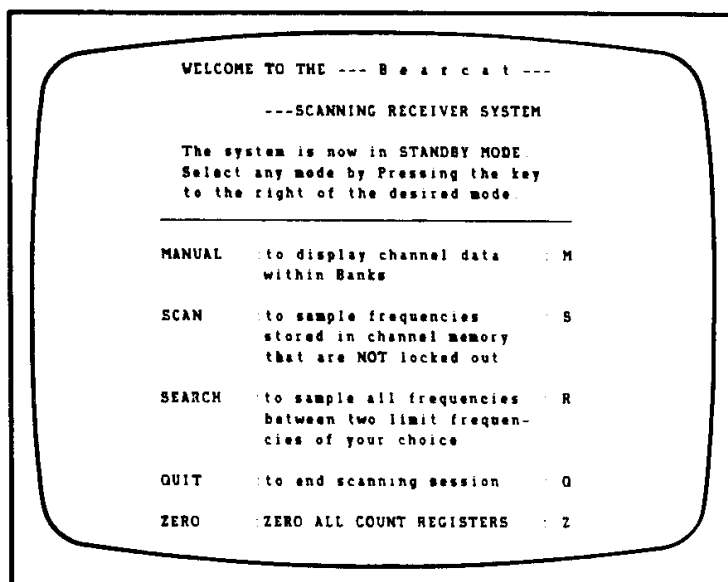 WELCOME TO THE --- B e a r c a t ---
---SCANNING RECEIVER SYSTEM
The system is now in STANDBY MODE.
Select any mode by Pressing the key
to the right of the desired mode.
MANUAL :to display channel data : M
within Banks
SCAN :to sample frequencies : S
stored in channel memory
that are NOT locked out
SEARCH :to sample all frequencies : R
between two limit frequen-
cies of your choice
QUIT :to end scanning session : Q
ZERO :ZERO ALL COUNT REGISTERS : Z